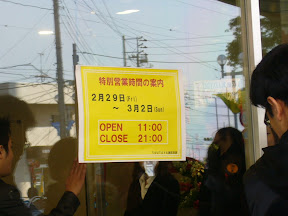 特別営業時間の案内
2月29日(Fri)
～ 3月2日(Sun)
OPEN 11:00
CLOSE 21:00